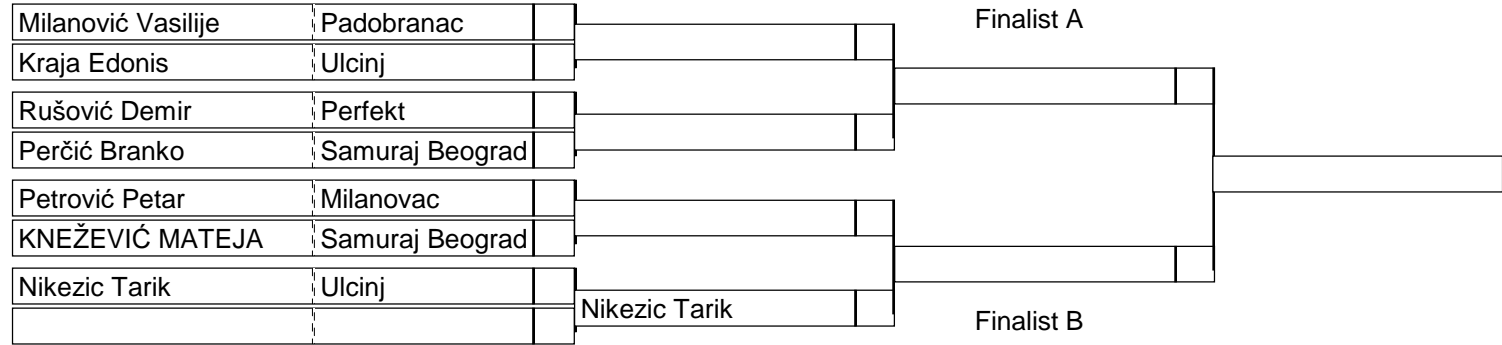 Milanović Vasilije Padobranac
Finalist A
Kraja Edonis Ulcinj
Rušović Demir Perfekt
Perčić Branko Samuraj Beograd
Petrović Petar Milanovac
KNEŽEVIĆ MATEJA Samuraj Beograd
Nikezic Tarik Ulcinj
Nikezic Tarik
Finalist B